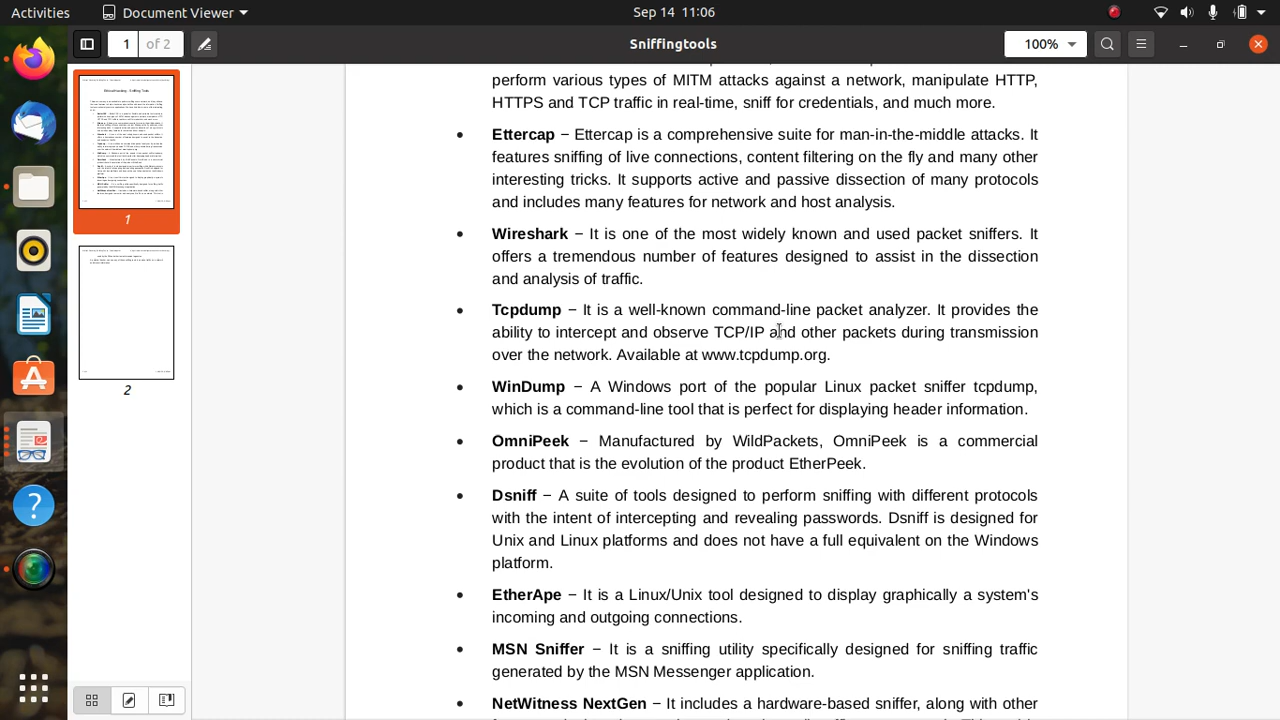 Activities Document Viewer Sep 14 11:06
1 of 2 Sniffingtools 100%
perform various types of MITM attacks against a network, manipulate HTTP,
HTTPS and TCP traffic in real-time, sniff for credentials, and much more.
• Ettercap − Ettercap is a comprehensive suite for man-in-the-middle attacks. It
features sniffing of live connections, content filtering on the fly and many other
interesting tricks. It supports active and passive dissection of many protocols
and includes many features for network and host analysis.
• Wireshark − It is one of the most widely known and used packet sniffers. It
offers a tremendous number of features designed to assist in the dissection
and analysis of traffic.
• Tcpdump − It is a well-known command-line packet analyzer. It provides the
ability to intercept and observe TCP/IP and other packets during transmission
over the network. Available at www.tcpdump.org.
• WinDump − A Windows port of the popular Linux packet sniffer tcpdump,
which is a command-line tool that is perfect for displaying header information.
• OmniPeek − Manufactured by WildPackets, OmniPeek is a commercial
product that is the evolution of the product EtherPeek.
• Dsniff − A suite of tools designed to perform sniffing with different protocols
with the intent of intercepting and revealing passwords. Dsniff is designed for
Unix and Linux platforms and does not have a full equivalent on the Windows
platform.
• EtherApe − It is a Linux/Unix tool designed to display graphically a system's
incoming and outgoing connections.
• MSN Sniffer − It is a sniffing utility specifically designed for sniffing traffic
generated by the MSN Messenger application.
• NetWitness NextGen − It includes a hardware-based sniffer, along with other
1
2